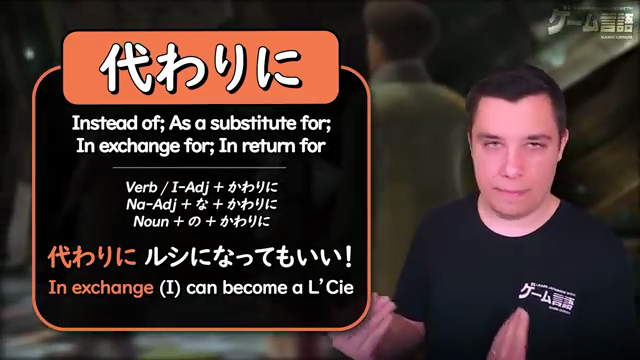 代わりに
Instead of; As a substitute for;
In exchange for; In return for
Verb / I-Adj + かわりに
Na-Adj + な + かわりに
Noun + の + かわりに
代わりに ルシになってもいい！
In exchange (I) can become a L'Cie
ゲーム言語
ゲーム言語